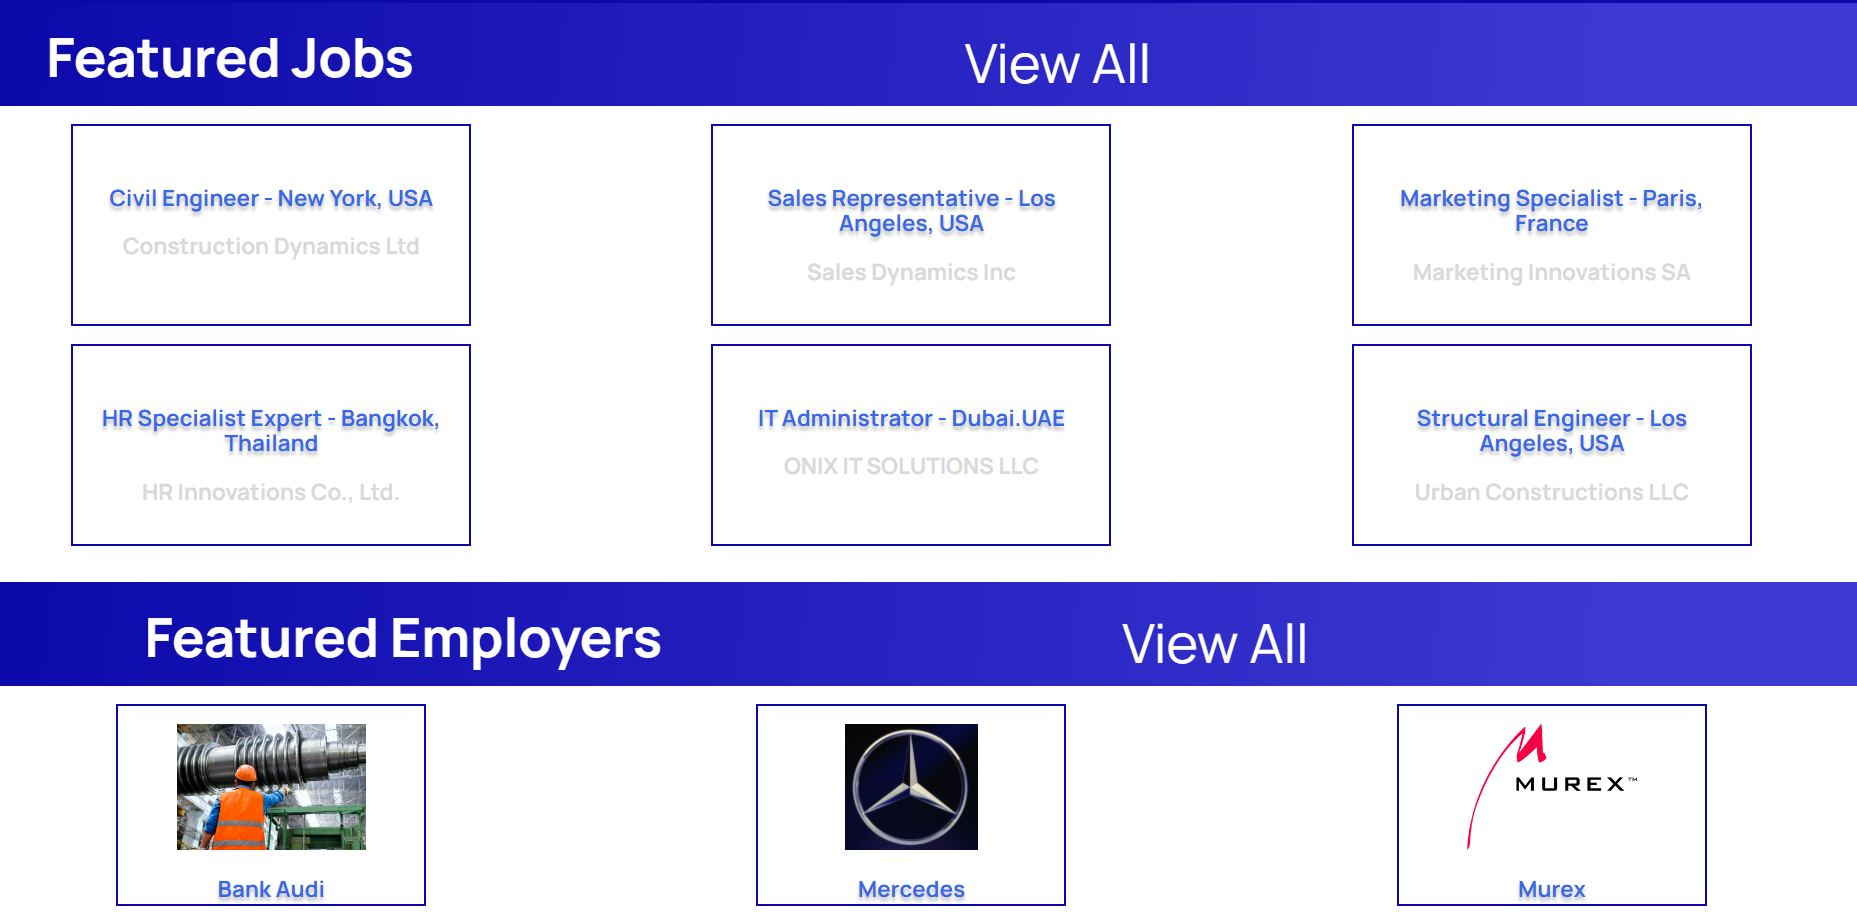 Featured Jobs
View All
Civil Engineer - New York, USA
Construction Dynamics Ltd
Sales Representative - Los
Angeles, USA
Sales Dynamics Inc
Marketing Specialist - Paris,
France
Marketing Innovations SA
HR Specialist Expert - Bangkok,
Thailand
HR Innovations Co., Ltd.
IT Administrator - Dubai.UAE
ONIX IT SOLUTIONS LLC
Structural Engineer - Los
Angeles, USA
Urban Constructions LLC
Featured Employers
View All
Bank Audi
Mercedes
MUREX™
Murex